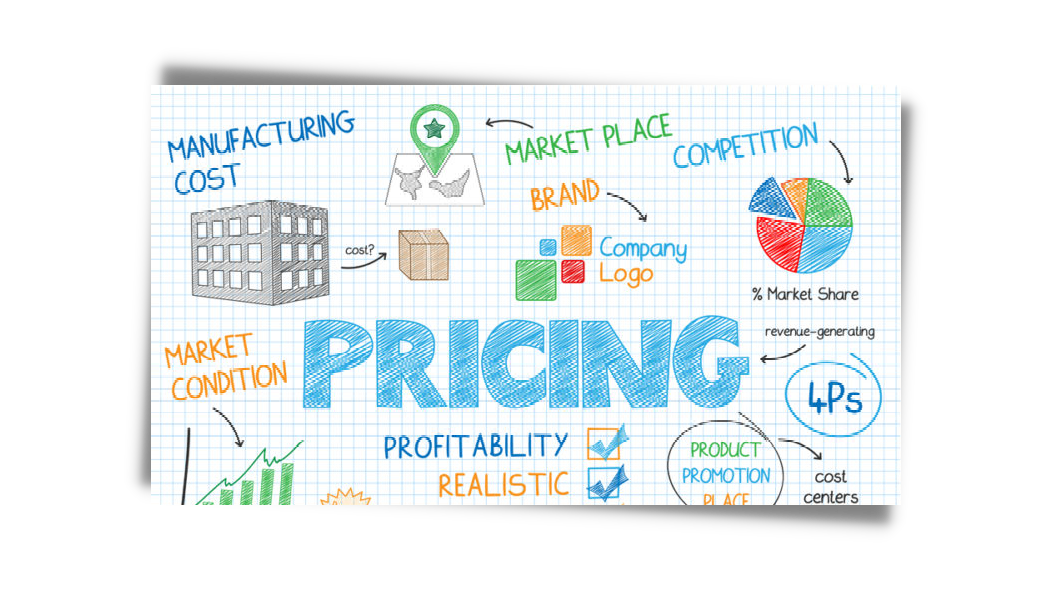 MANUFACTURING
COST
MARKET PLACE
COMPETITION
BRAND
cost?
Company
Logo
% Market Share
PRICING
revenue-generating
4Ps
MARKET
CONDITION
PROFITABILITY
REALISTIC
PRODUCT
PROMOTION
PLACE
cost
centers